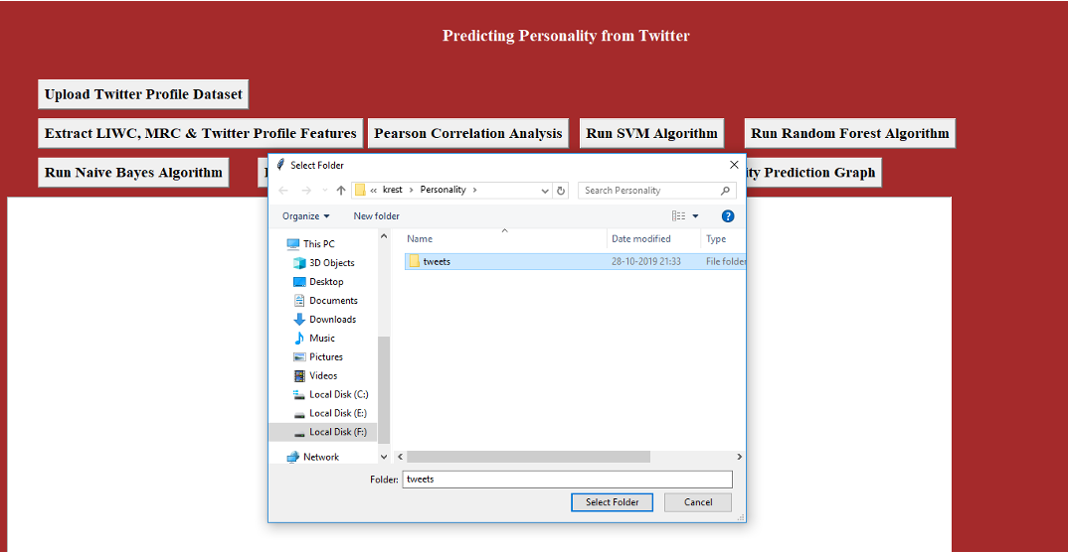 Predicting Personality from Twitter
Upload Twitter Profile Dataset
Extract LIWC, MRC & Twitter Profile Features Pearson Correlation Analysis Run SVM Algorithm Run Random Forest Algorithm
Run Naive Bayes Algorithm Prediction Graph
Select Folder
« krest › Personality ›
Search Personality
Organize New folder
?
Name Date modified Type
tweets 28-10-2019 21:33 File folder
This PC
3D Objects
Desktop
Documents
Downloads
Music
Pictures
Videos
Local Disk (C:)
Local Disk (E:)
Local Disk (F:)
Network
Folder: tweets
Select Folder Cancel